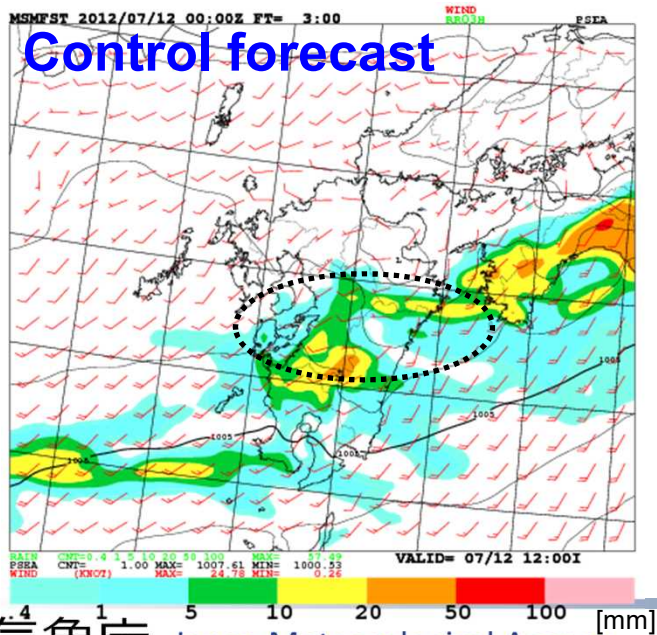 MSMFST 2012/07/12 00:00Z FT= 3:00
WIND
RR03H
PSEA
Control forecast
1005
1005
1005
1005
1005
RAIN CNT=0.4 1 5 10 20 50 100 MAX= 57.49
PSEA CNT= 1.00 MAX= 1007.61 MIN= 1000.53
WIND (KNOT) MAX= 24.78 MIN= 0.26
VALID= 07/12 12:00I
.4 1 5 10 20 50 100 [mm]